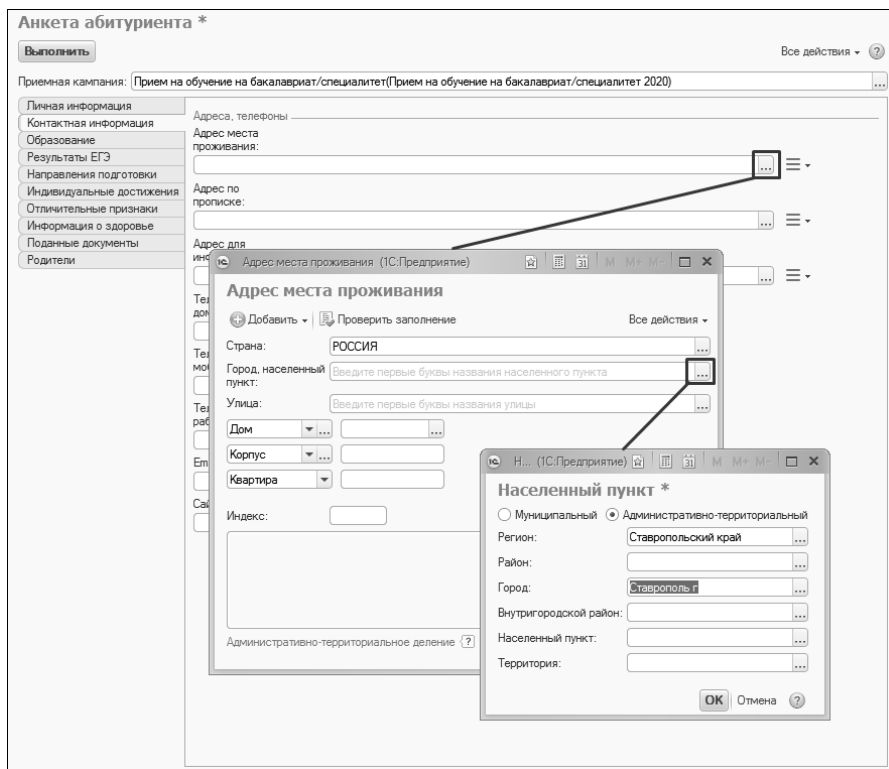 Анкета абитуриента *
Выполнить
Все действия
?
Приемная кампания: Прием на обучение на бакалавриат/специалитет(Прием на обучение на бакалавриат/специалитет 2020) ...
Личная информация
Контактная информация
Образование
Результаты ЕГЭ
Направления подготовки
Индивидуальные достижения
Отличительные признаки
Информация о здоровье
Поданные документы
Родители
Адреса, телефоны
Адрес места
проживания:
...
Адрес по
прописке:
...
Адрес для
...
Адрес места проживания (1С:Предприятие) 31 M M+ M-
Адрес места проживания
Добавить Проверить заполнение Все действия
Страна: РОССИЯ ...
Город, населенный
пункт: Введите первые буквы названия населенного пункта ...
Улица: Введите первые буквы названия улицы ...
Дом ... ...
Корпус ...
Квартира
Индекс:
Административно-территориальное деление ?
Н... (1С:Предприятие) 31 M M+ M-
Населенный пункт *
Муниципальный Административно-территориальный
Регион: Ставропольский край ...
Район: ...
Город: Ставрополь г ...
Внутригородской район: ...
Населенный пункт: ...
Территория: ...
ОК Отмена ?